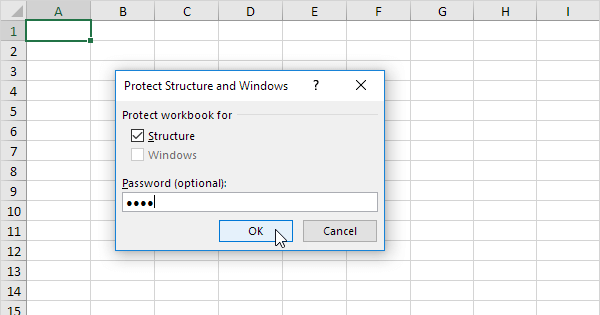 A B C D E F G H I
1
2
3
Protect Structure and Windows ?
4
5
Protect workbook for
6
Structure
7
Windows
8
Password (optional):
9
10
••••
11
OK Cancel
12
13
14
15